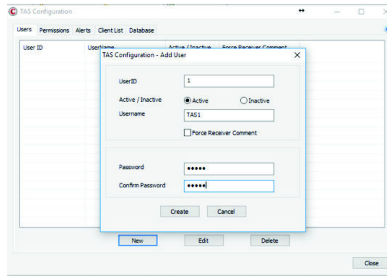 TAS Configuration
Users Permissions Alerts Client List Database
User ID UserName Active / Inactive Force Receiver Comment
TAS Configuration - Add User
UserID 1
Active / Inactive Active Inactive
Username TAS1
Force Receiver Comment
Password •••••
Confirm Password •••••
Create Cancel
New Edit Delete
Close